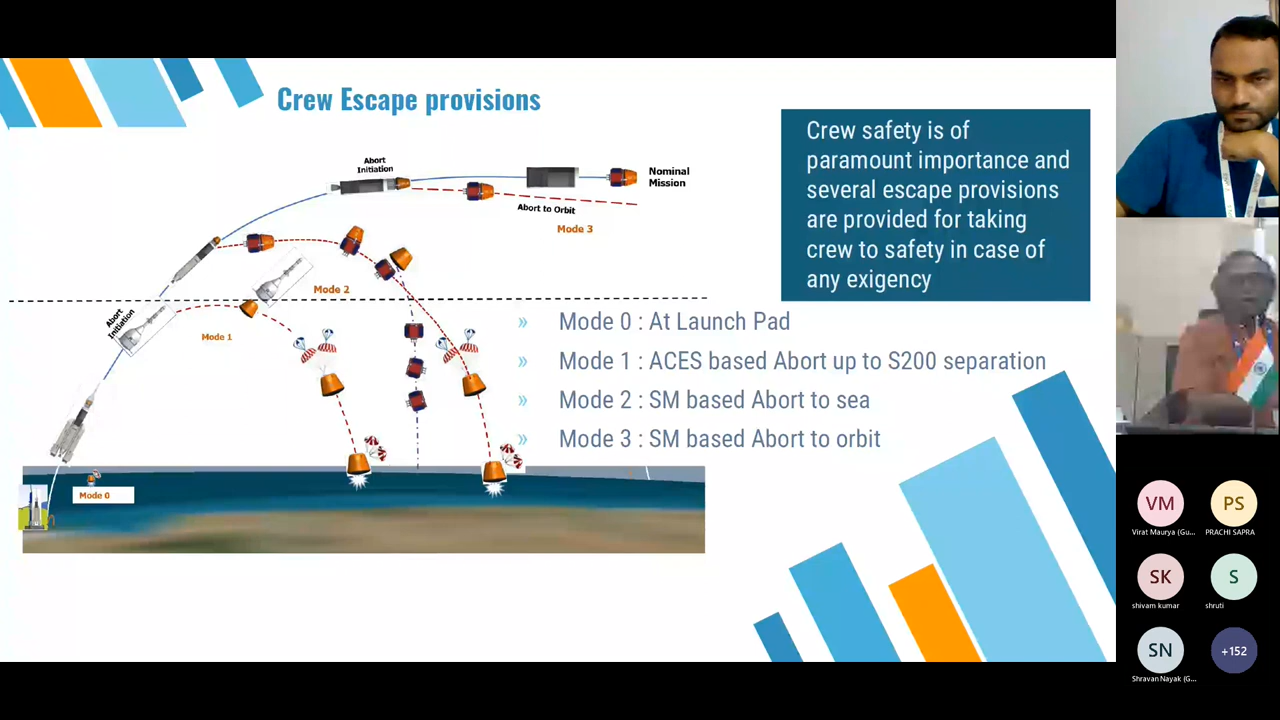 Crew Escape provisions
Crew safety is of
paramount importance and
several escape provisions
are provided for taking
crew to safety in case of
any exigency
Abort
Initiation
Nominal
Mission
Abort to Orbit
Mode 3
Mode 2
Abort
Initiation
Mode 1
Mode 0
» Mode 0 : At Launch Pad
» Mode 1 : ACES based Abort up to S200 separation
» Mode 2 : SM based Abort to sea
» Mode 3 : SM based Abort to orbit
VM
PS
Virat Maurya (Gu...
PRACHI SAPRA
SK
S
shivam kumar
shruti
SN
+152
Shravan Nayak (G...